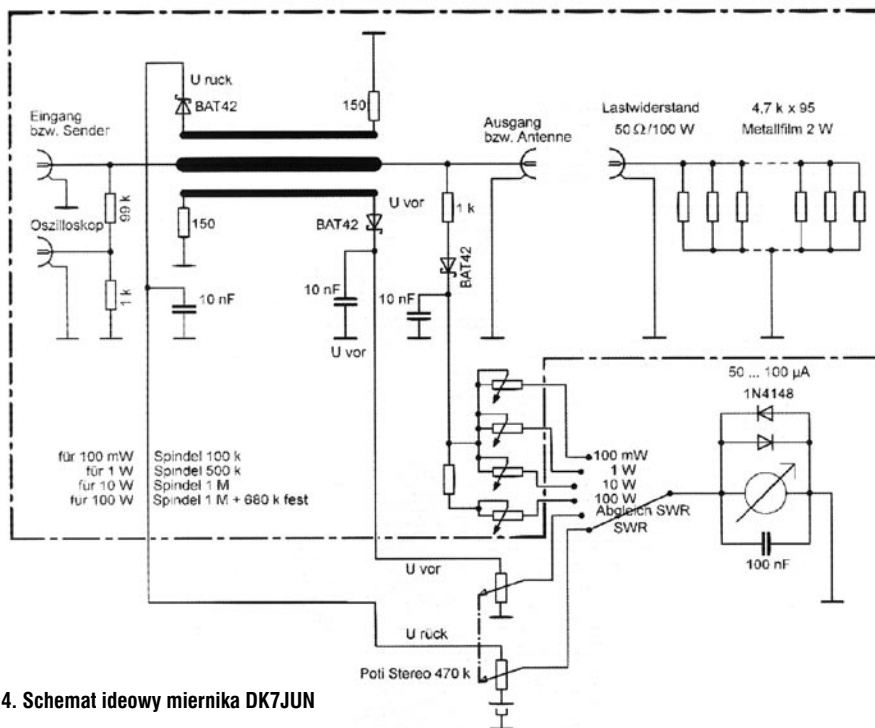 U ruck
BAT42
150
Eingang
bzw. Sender
Ausgang
bzw. Antenne
Lastwiderstand
50 Ω/100 W
4,7 k x 95
Metallfilm 2 W
99 k
Oszilloskop
1 k
150
BAT42
U vor
1 k
BAT42
10 nF
10 nF
10 nF
U vor
50 ... 100 µA
1N4148
für 100 mW Spindel 100 k
für 1 W Spindel 500 k
für 10 W Spindel 1 M
für 100 W Spindel 1 M + 680 k fest
100 mW
1 W
10 W
100 W
Abgleich SWR
SWR
100 nF
U vor
U rück
Poti Stereo 470 k
4. Schemat ideowy miernika DK7JUN